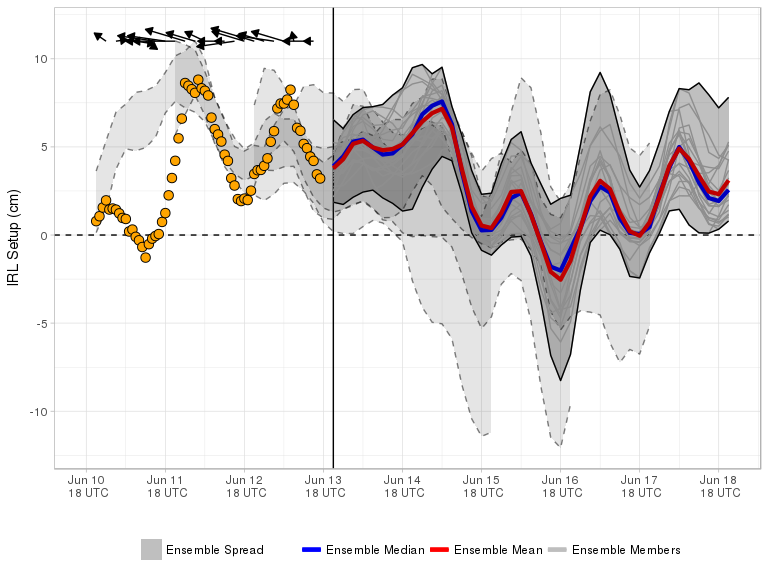 10
5
0
-5
-10
IRL Setup (cm)
Jun 10 Jun 11 Jun 12 Jun 13 Jun 14 Jun 15 Jun 16 Jun 17 Jun 18
18 UTC 18 UTC 18 UTC 18 UTC 18 UTC 18 UTC 18 UTC 18 UTC 18 UTC
Ensemble Spread Ensemble Median Ensemble Mean Ensemble Members